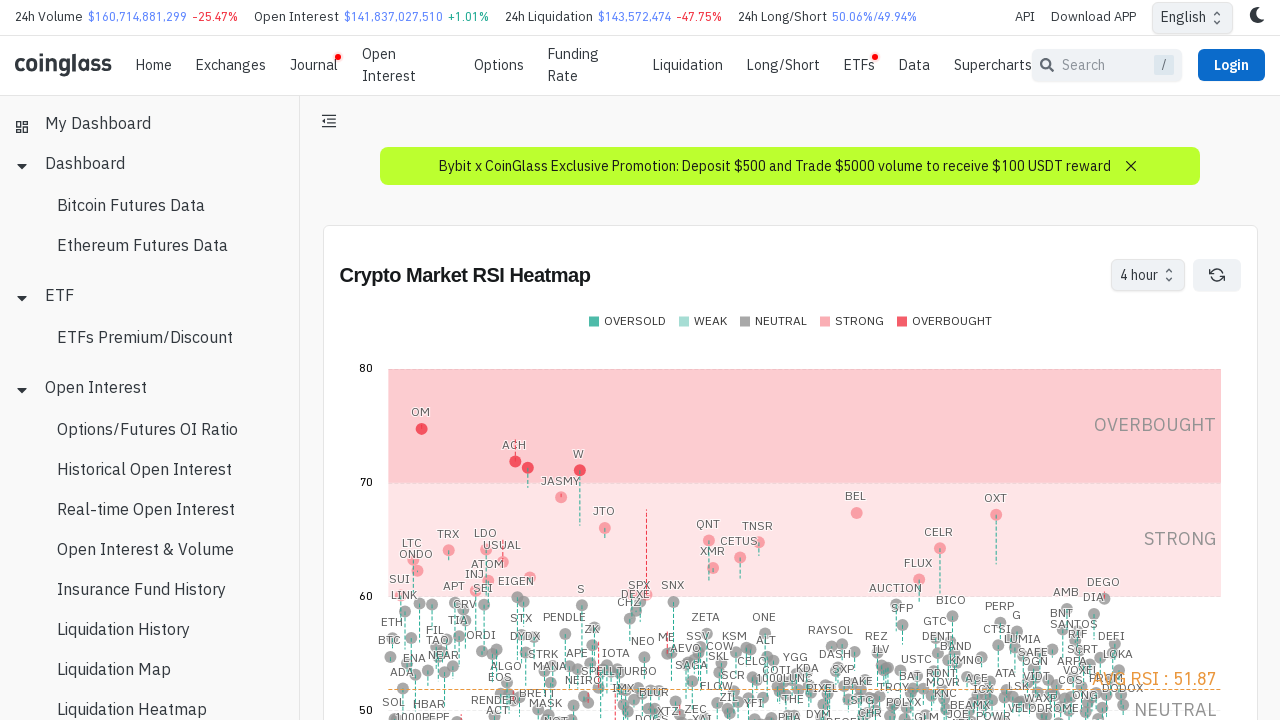 24h Volume $160,714,881,299 -25.47% Open Interest $141,837,027,510 +1.01% 24h Liquidation $143,572,474 -47.75% 24h Long/Short 50.06%/49.94% API Download APP English
coinglass Home Exchanges Journal Open Interest Options Funding Rate Liquidation Long/Short ETFs Data Supercharts Search / Login
My Dashboard
Dashboard
Bitcoin Futures Data
Ethereum Futures Data
ETF
ETFs Premium/Discount
Open Interest
Options/Futures OI Ratio
Historical Open Interest
Real-time Open Interest
Open Interest & Volume
Insurance Fund History
Liquidation History
Liquidation Map
Liquidation Heatmap
Bybit x CoinGlass Exclusive Promotion: Deposit $500 and Trade $5000 volume to receive $100 USDT reward
Crypto Market RSI Heatmap 4 hour
OVERSOLD WEAK NEUTRAL STRONG OVERBOUGHT
80
OM
OVERBOUGHT
ACH W
70
JASMY BEL OXT
JTO
QNT TNSR
TRX LDO CELR
STRONG
LTC USUAL CETUS
ONDO XMR
ATOM FLUX
INJ
SUI APT SEI EIGEN S SPX SNX AUCTION DEGO
60
LINK DEXE AMB
CRV CHZ BICO DIA
SFP PERP
ETH TIA STX PENDLE ZETA ONE GTC G BNT
FIL ZK RAYSOL CTSI SANTOS
BTC TAO ORDI DYDX NEO ME SSV KSM ALT REZ DENT LUMIA RIF DEFI
ENA NEAR STRK APE IOTA AEVO COW ILV BAND SAFE SCRT LOKA
ADA ALGO MANA SPELL TURBO SAGA SKL CELO YGG DASH USTC KMNO OGN ARPA
EOS NEIRO SCR LOTI KDA SXP BAT RDNT ATA VIDT VOXEL
1000LUNC BAKE MOVR ACE COS
AVG RSI : 51.87
IMX BLUR FLOW PIXEL TRQY KNC ICX LSK DODOX
SOL HBAR RENDER BRETT ZIL YFI THE STG POLYX BEAMX WAXP ONG
ACT MASK XTZ ZEC VELODROME NEUTRAL
50
1000PEPE XAI PHA DYM CHR GLM JOE POWR